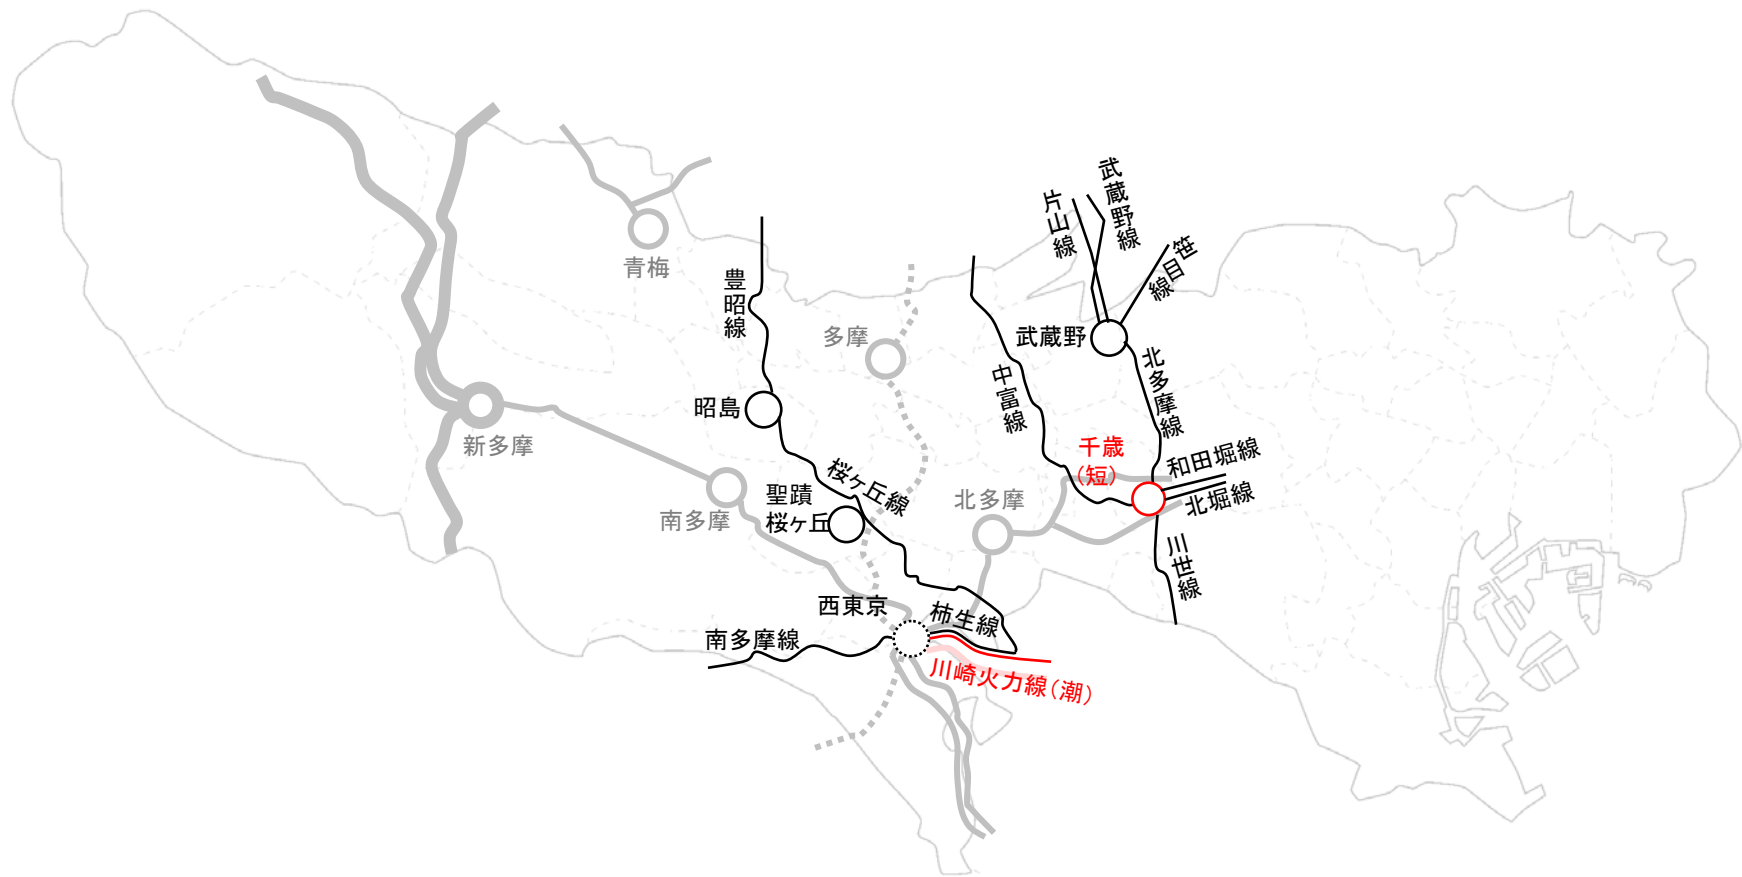 武蔵野線
片山線
笹目線
青梅
豊昭線
多摩
武蔵野
北多摩線
中富線
昭島
新多摩
千歳
(短)
和田堀線
桜ヶ丘線
聖蹟
桜ヶ丘
北多摩
北堀線
南多摩
川世線
西東京
柿生線
南多摩線
川崎火力線(潮)